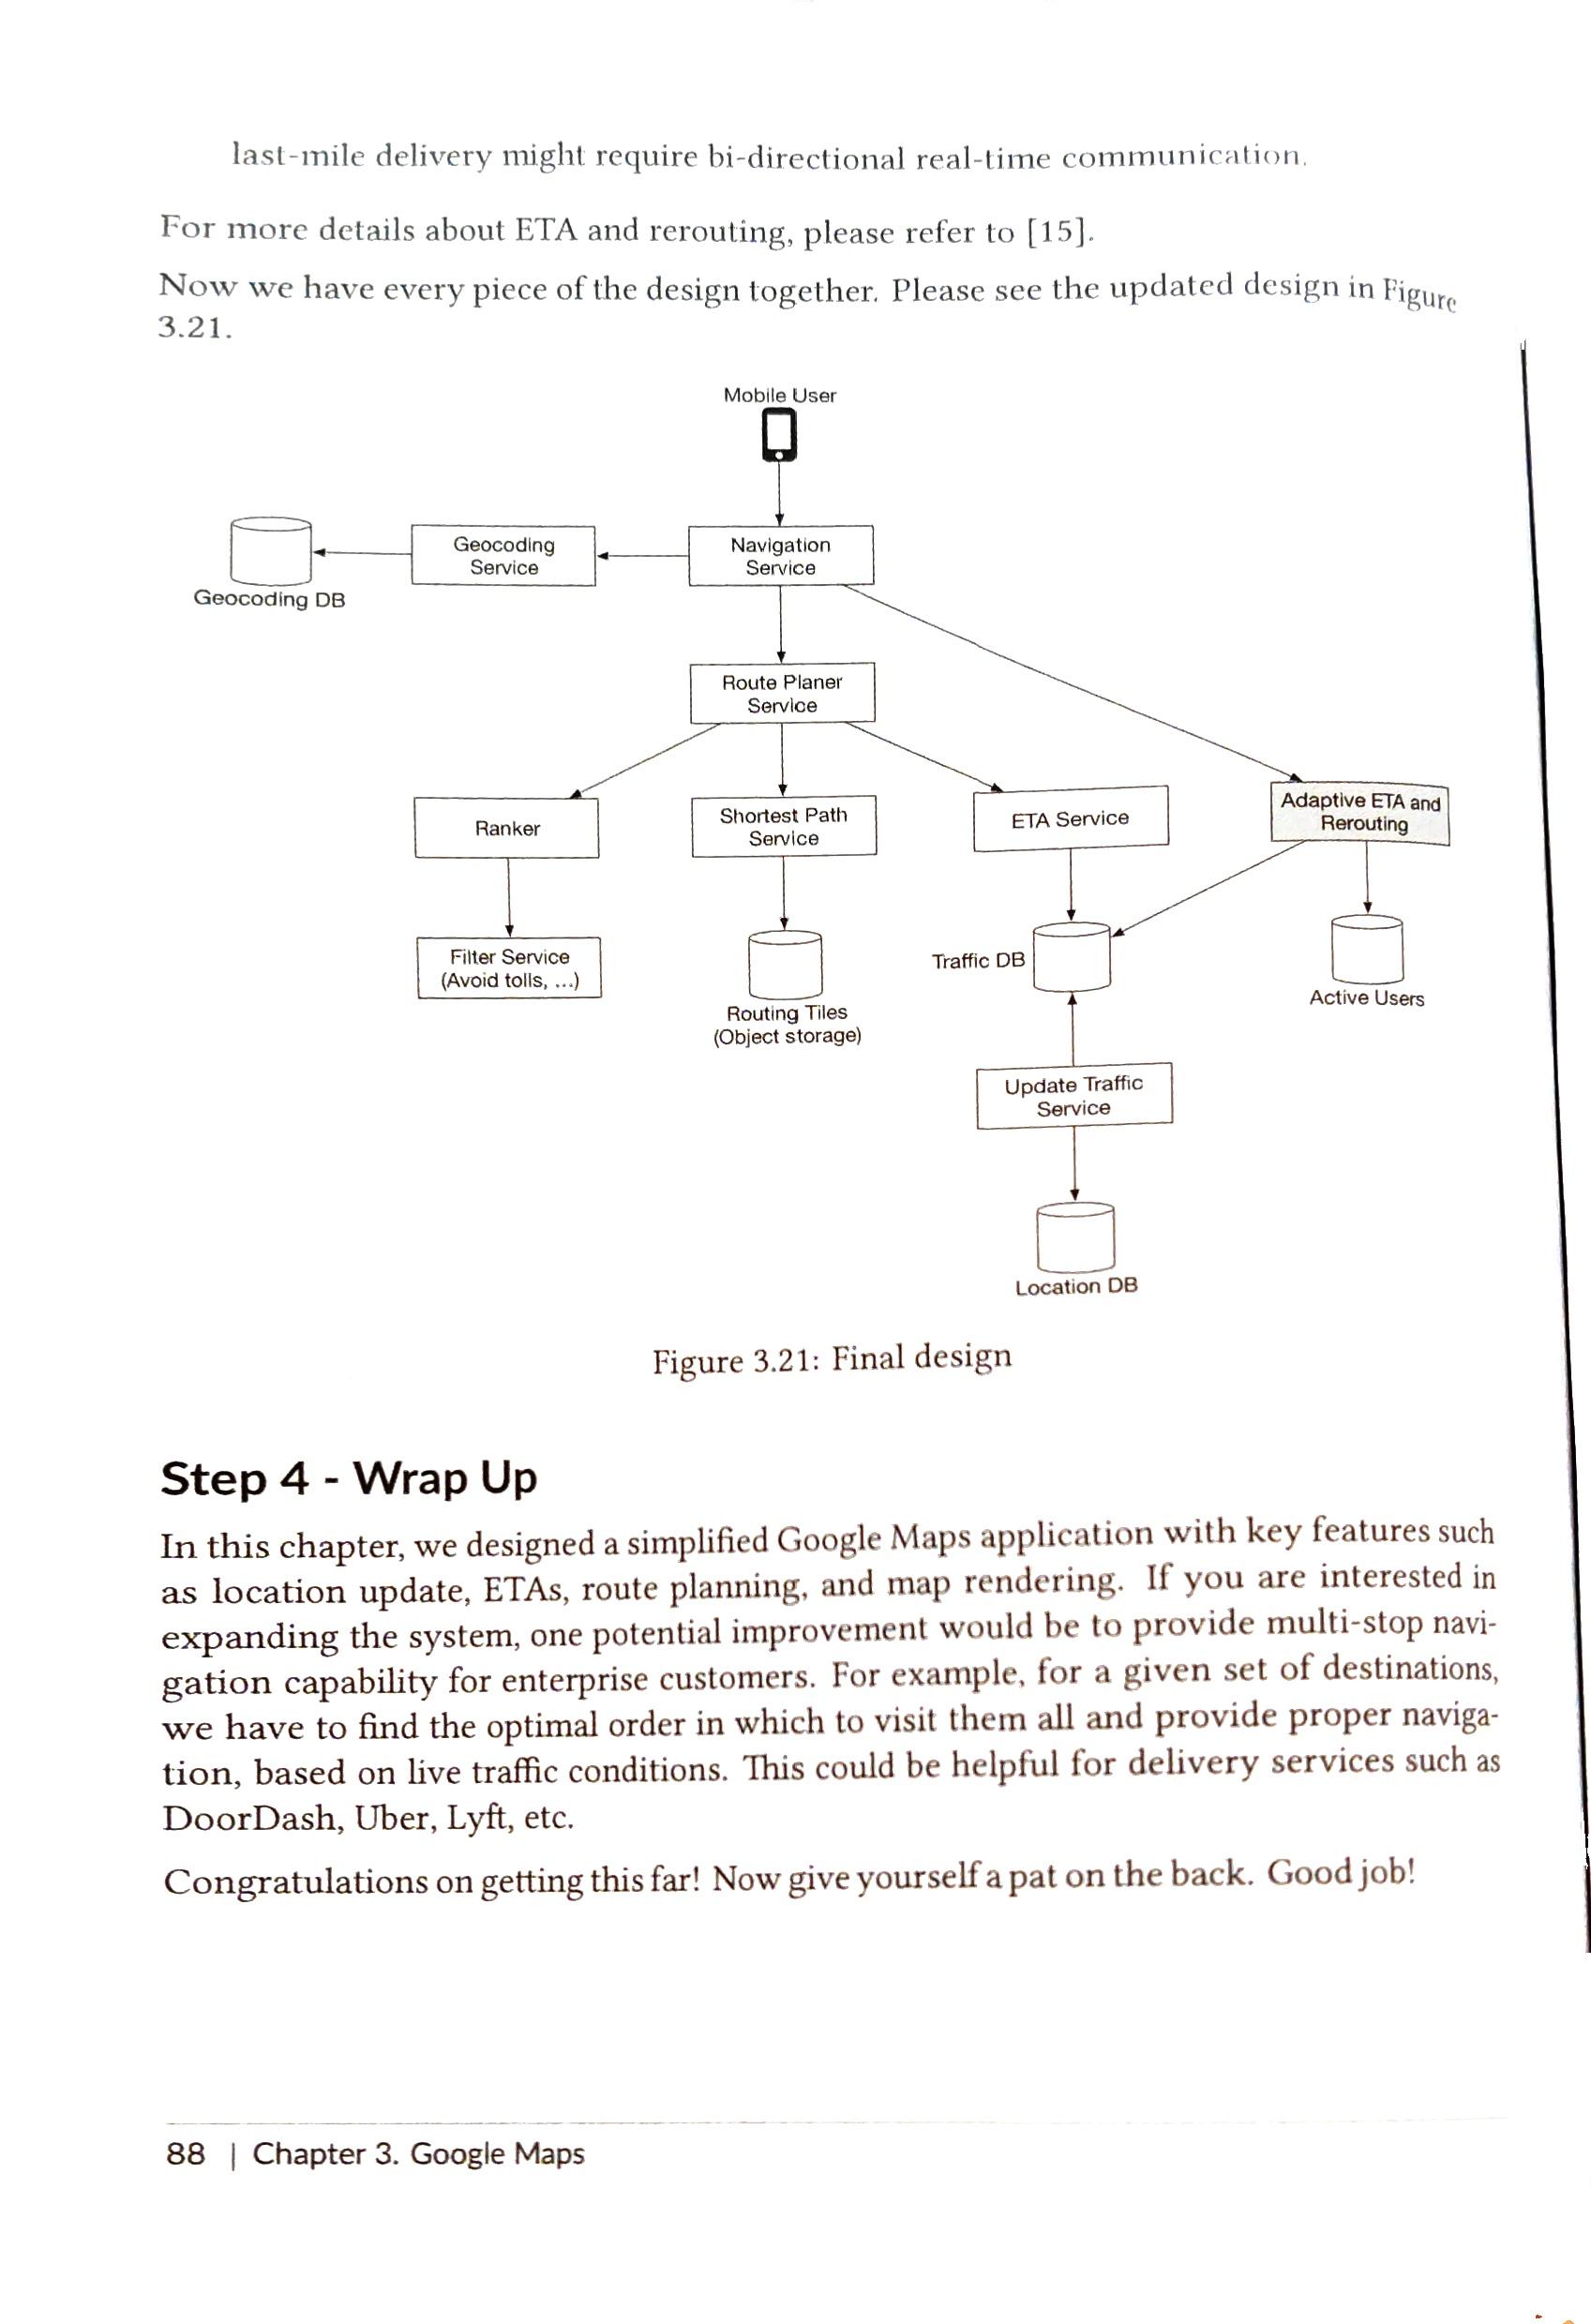 last-mile delivery might require bi-directional real-time communication.
For more details about ETA and rerouting, please refer to [15].
Now we have every piece of the design together. Please see the updated design in Figure
3.21.
Mobile User
Geocoding DB
Geocoding
Service
Navigation
Service
Route Planer
Service
Ranker
Shortest Path
Service
ETA Service
Adaptive ETA and
Rerouting
Filter Service
(Avoid tolls, ...)
Routing Tiles
(Object storage)
Traffic DB
Active Users
Update Traffic
Service
Location DB
Figure 3.21: Final design
Step 4 - Wrap Up
In this chapter, we designed a simplified Google Maps application with key features such
as location update, ETAs, route planning, and map rendering. If you are interested in
expanding the system, one potential improvement would be to provide multi-stop navi-
gation capability for enterprise customers. For example, for a given set of destinations,
we have to find the optimal order in which to visit them all and provide proper naviga-
tion, based on live traffic conditions. This could be helpful for delivery services such as
DoorDash, Uber, Lyft, etc.
Congratulations on getting this far! Now give yourself a pat on the back. Good job!
88 | Chapter 3. Google Maps